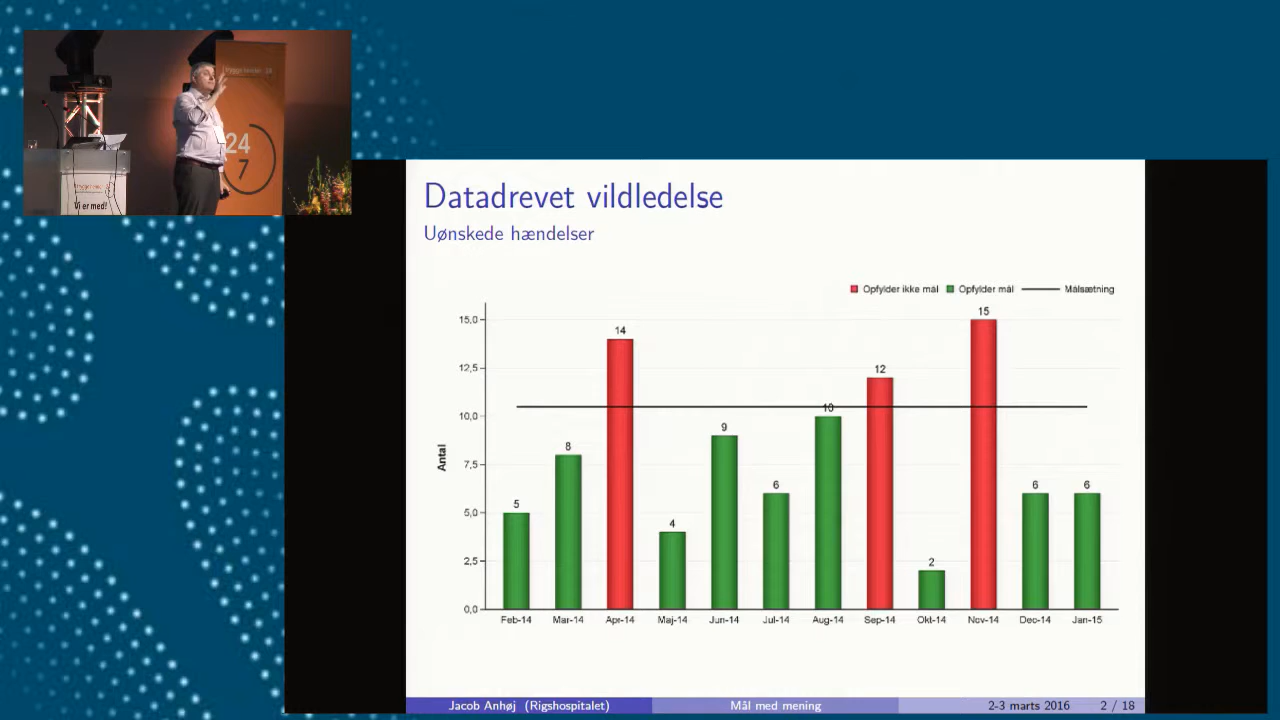 24
7
Vi er med!
Datadrevet vildledelse
Uønskede hændelser
Opfylder ikke mål Opfylder mål Målsætning
Antal
15,0
12,5
10,0
7,5
5,0
2,5
0,0
5 8 14 4 9 6 10 12 2 15 6 6
Feb-14 Mar-14 Apr-14 Maj-14 Jun-14 Jul-14 Aug-14 Sep-14 Okt-14 Nov-14 Dec-14 Jan-15
Jacob Anhøj (Rigshospitalet) Mål med mening 2-3 marts 2016 2 / 18